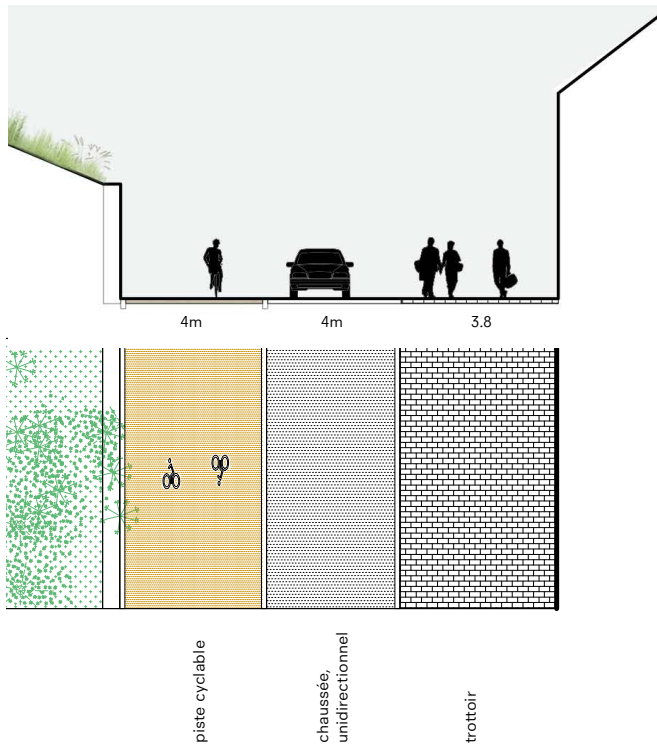 4m
4m
3.8
piste cyclable
chaussée,
unidirectionnel
trottoir